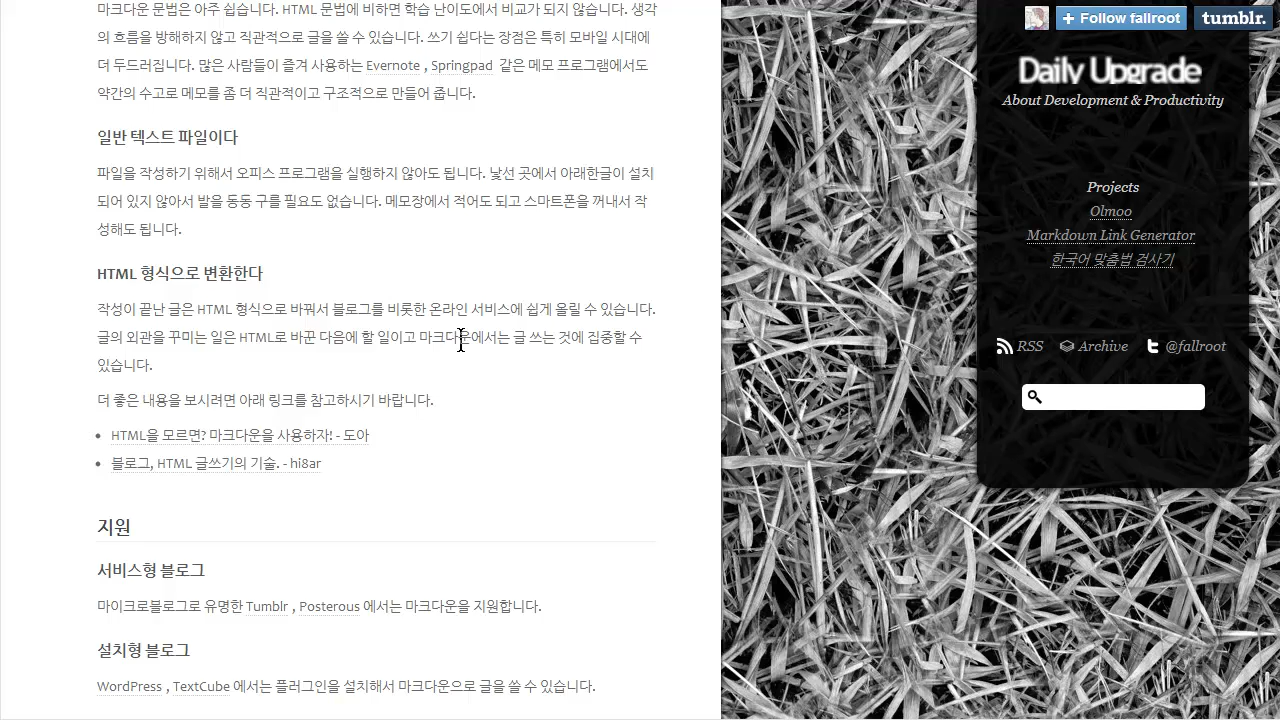 마크다운 문법은 아주 쉽습니다. HTML 문법에 비하면 학습 난이도에서 비교가 되지 않습니다. 생각
의 흐름을 방해하지 않고 직관적으로 글을 쓸 수 있습니다. 쓰기 쉽다는 장점은 특히 모바일 시대에
더 두드러집니다. 많은 사람들이 즐겨 사용하는 Evernote , Springpad 같은 메모 프로그램에서도
약간의 수고로 메모를 좀 더 직관적이고 구조적으로 만들어 줍니다.
일반 텍스트 파일이다
파일을 작성하기 위해서 오피스 프로그램을 실행하지 않아도 됩니다. 낯선 곳에서 아래한글이 설치
되어 있지 않아서 발을 동동 구를 필요도 없습니다. 메모장에서 적어도 되고 스마트폰을 꺼내서 작
성해도 됩니다.
HTML 형식으로 변환한다
작성이 끝난 글은 HTML 형식으로 바꿔서 블로그를 비롯한 온라인 서비스에 쉽게 올릴 수 있습니다.
글의 외관을 꾸미는 일은 HTML로 바꾼 다음에 할 일이고 마크다운에서는 글 쓰는 것에 집중할 수
있습니다.
더 좋은 내용을 보시려면 아래 링크를 참고하시기 바랍니다.
• HTML을 모르면? 마크다운을 사용하자! - 도아
• 블로그, HTML 글쓰기의 기술. - hi8ar
지원
서비스형 블로그
마이크로블로그로 유명한 Tumblr , Posterous 에서는 마크다운을 지원합니다.
설치형 블로그
WordPress , TextCube 에서는 플러그인을 설치해서 마크다운으로 글을 쓸 수 있습니다.
+ Follow fallroot
tumblr.
Daily Upgrade
About Development & Productivity
Projects
Olmoo
Markdown Link Generator
한국어 맞춤법 검사기
RSS Archive @fallroot